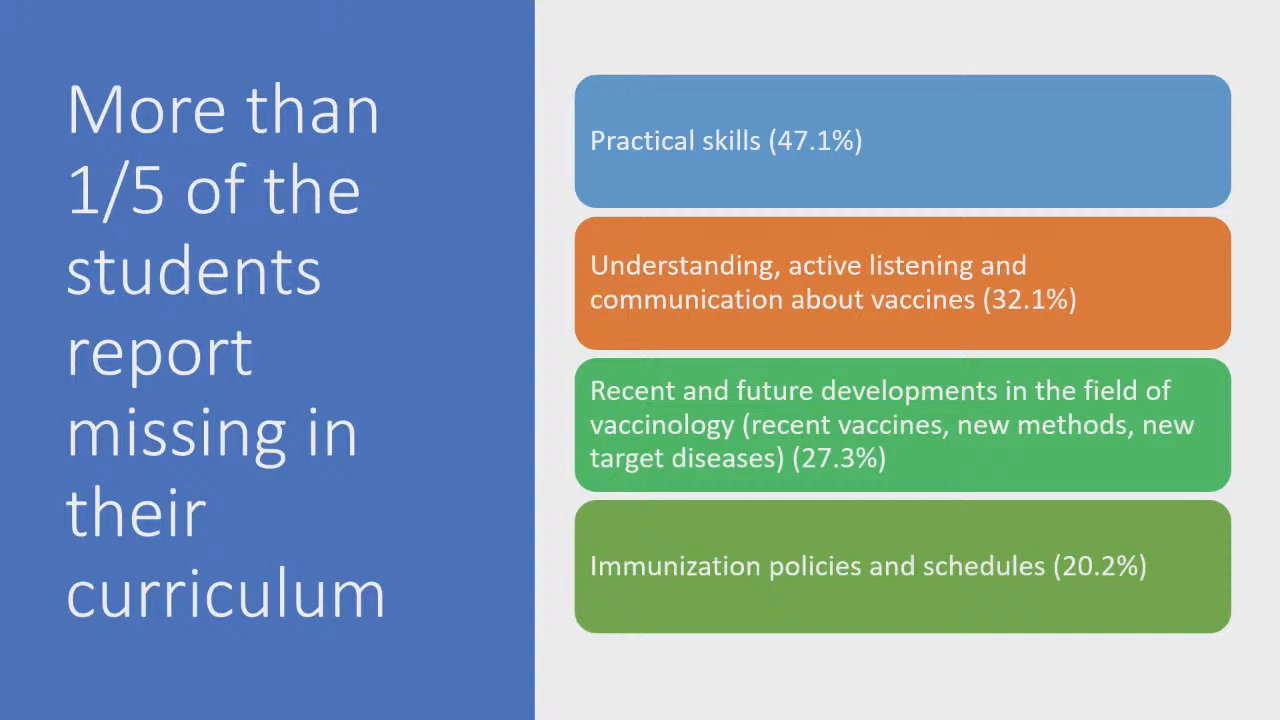 More than
1/5 of the
students
report
missing in
their
curriculum
Practical skills (47.1%)
Understanding, active listening and
communication about vaccines (32.1%)
Recent and future developments in the field of
vaccinology (recent vaccines, new methods, new
target diseases) (27.3%)
Immunization policies and schedules (20.2%)